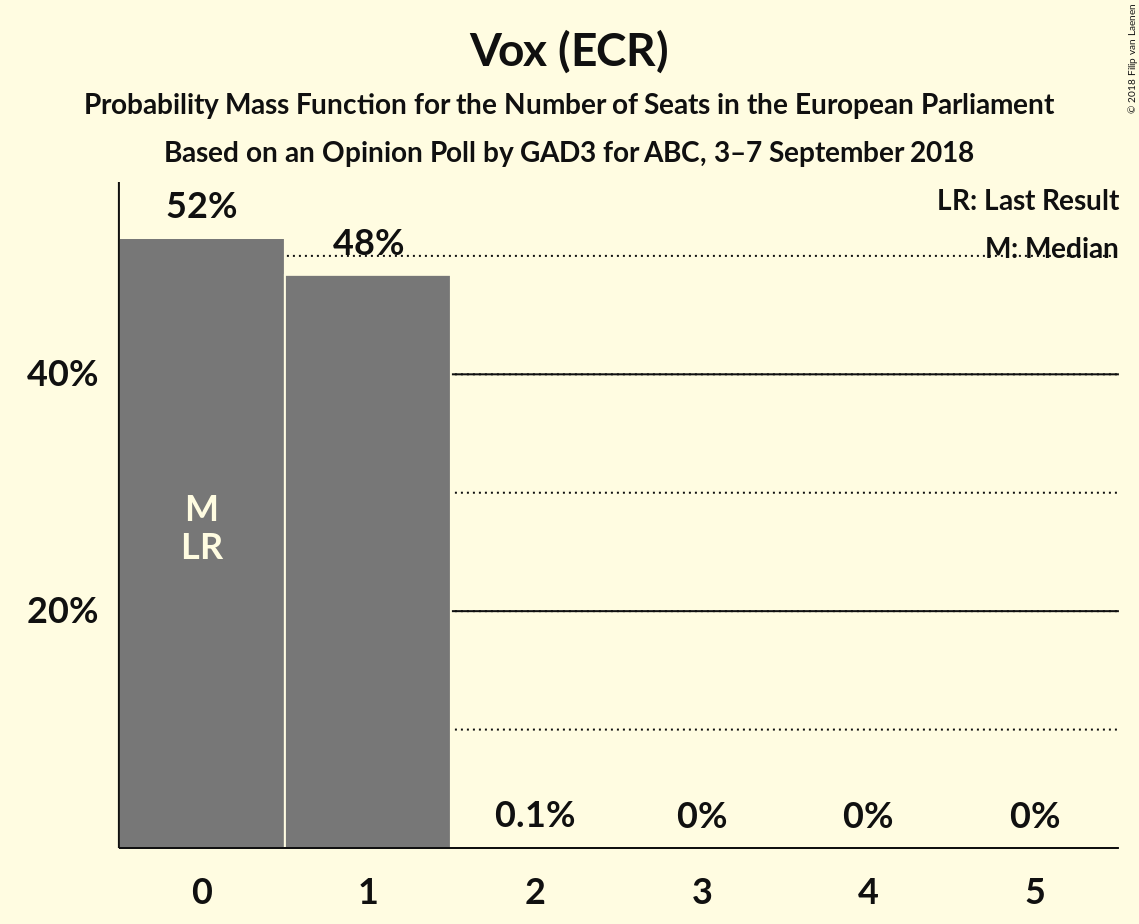 Vox (ECR)
Probability Mass Function for the Number of Seats in the European Parliament
Based on an Opinion Poll by GAD3 for ABC, 3–7 September 2018
© 2018 Filip van Laenen
LR: Last Result
M: Median
52%
48%
40%
20%
M
LR
0.1%
0%
0%
0%
0
1
2
3
4
5